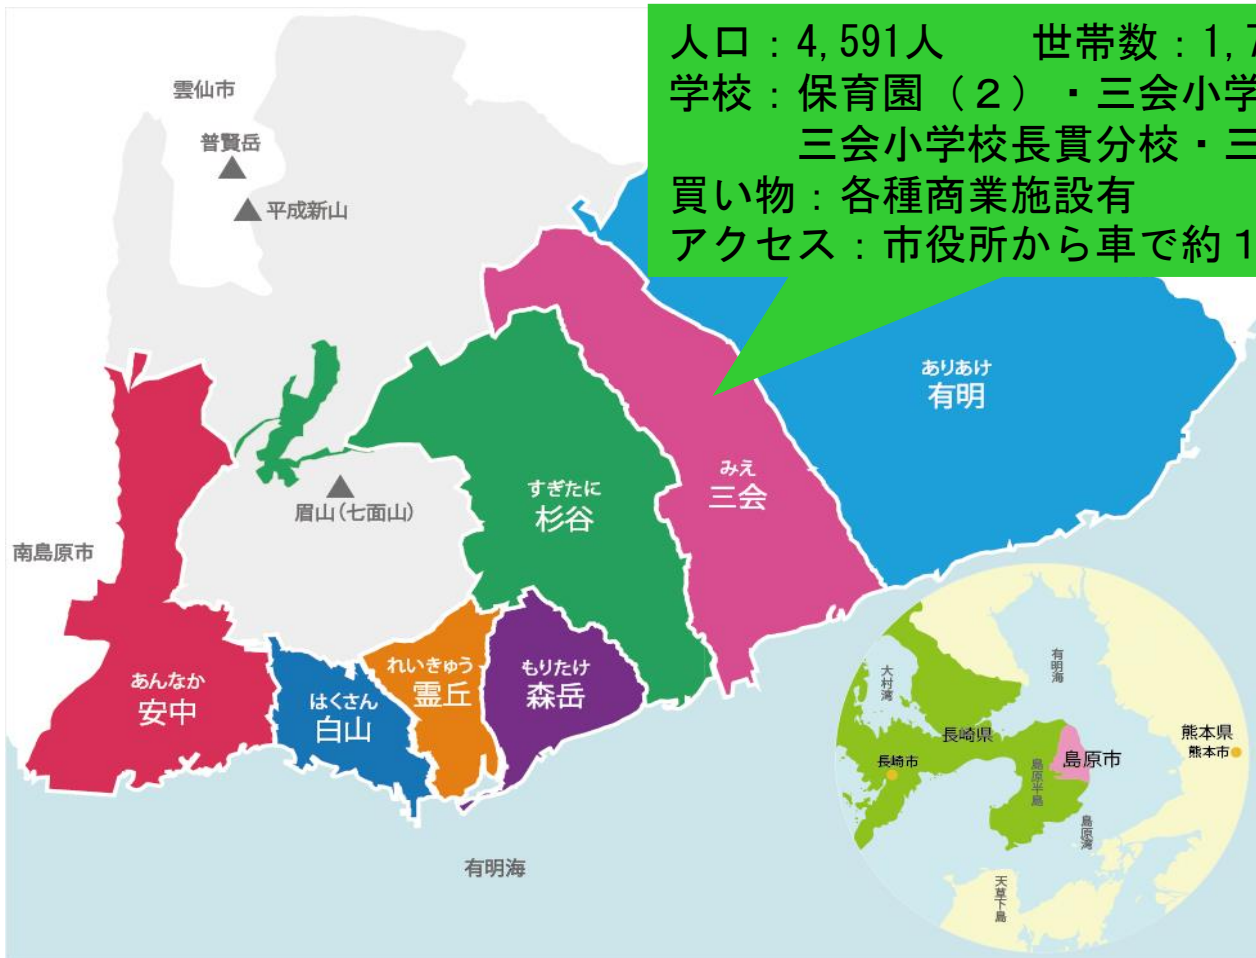 人口：4,591人　　世帯数：1,7
学校：保育園（２）・三会小学
三会小学校長貫分校・三
買い物：各種商業施設有
アクセス：市役所から車で約１
雲仙市
普賢岳
平成新山
ありあけ
有明
みえ
三会
すぎたに
杉谷
眉山(七面山)
南島原市
あんなか
安中
はくさん
白山
れいきゅう
霊丘
もりたけ
森岳
有明海
有明海
大村湾
長崎県
長崎市
島原半島
島原市
熊本県
熊本市
島原湾
天草下島